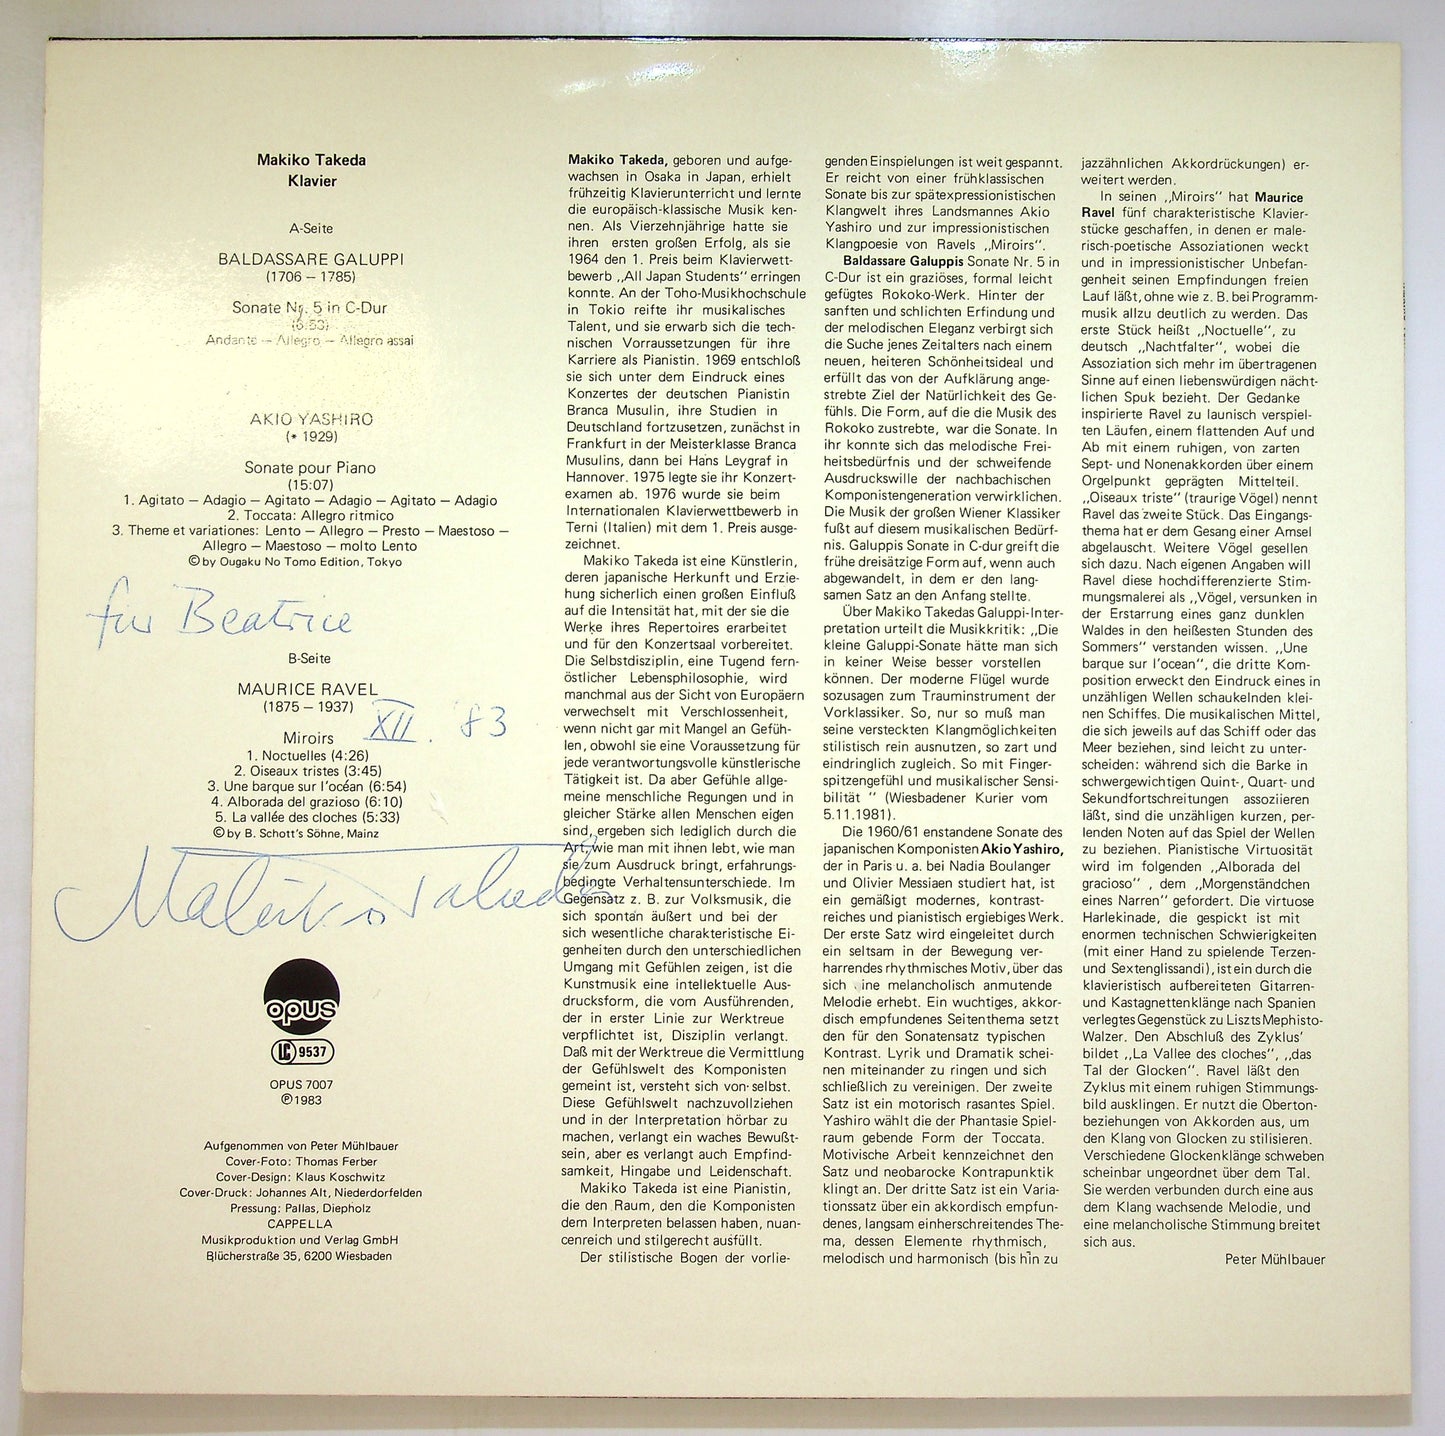 Makiko Takeda
Klavier
A-Seite
BALDASSARE GALUPPI
(1706 – 1785)
Sonate Nr. 5 in C-Dur
(6:53)
Andante – Allegro – Allegro assai
AKIO YASHIRO
(* 1929)
Sonate pour Piano
(15:07)
1. Agitato – Adagio – Agitato – Adagio – Agitato – Adagio
2. Toccata: Allegro ritmico
3. Theme et variationes: Lento – Allegro – Presto – Maestoso –
Allegro – Maestoso – molto Lento
© by Ougaku No Tomo Edition, Tokyo
für Beatrice
B-Seite
MAURICE RAVEL
(1875 – 1937)
XII. '83
Miroirs
1. Noctuelles (4:26)
2. Oiseaux tristes (3:45)
3. Une barque sur l'océan (6:54)
4. Alborada del grazioso (6:10)
5. La vallée des cloches (5:33)
© by B. Schott's Söhne, Mainz
Makiko Takeda
opus
LC 9537
OPUS 7007
℗ 1983
Aufgenommen von Peter Mühlbauer
Cover-Foto: Thomas Ferber
Cover-Design: Klaus Koschwitz
Cover-Druck: Johannes Alt, Niederdorfelden
Pressung: Pallas, Diepholz
CAPPELLA
Musikproduktion und Verlag GmbH
Blücherstraße 35, 6200 Wiesbaden
Makiko Takeda, geboren und aufge-
wachsen in Osaka in Japan, erhielt
frühzeitig Klavierunterricht und lernte
die europäisch-klassische Musik ken-
nen. Als Vierzehnjährige hatte sie
ihren ersten großen Erfolg, als sie
1964 den 1. Preis beim Klavierwett-
bewerb „All Japan Students" erringen
konnte. An der Toho-Musikhochschule
in Tokio reifte ihr musikalisches
Talent, und sie erwarb sich die tech-
nischen Vorraussetzungen für ihre
Karriere als Pianistin. 1969 entschloß
sie sich unter dem Eindruck eines
Konzertes der deutschen Pianistin
Branca Musulin, ihre Studien in
Deutschland fortzusetzen, zunächst in
Frankfurt in der Meisterklasse Branca
Musulins, dann bei Hans Leygraf in
Hannover. 1975 legte sie ihr Konzert-
examen ab. 1976 wurde sie beim
Internationalen Klavierwettbewerb in
Terni (Italien) mit dem 1. Preis ausge-
zeichnet.
Makiko Takeda ist eine Künstlerin,
deren japanische Herkunft und Erzie-
hung sicherlich einen großen Einfluß
auf die Intensität hat, mit der sie die
Werke ihres Repertoires erarbeitet
und für den Konzertsaal vorbereitet.
Die Selbstdisziplin, eine Tugend fern-
östlicher Lebensphilosophie, wird
manchmal aus der Sicht von Europäern
verwechselt mit Verschlossenheit,
wenn nicht gar mit Mangel an Gefüh-
len, obwohl sie eine Voraussetzung für
jede verantwortungsvolle künstlerische
Tätigkeit ist. Da aber Gefühle allge-
meine menschliche Regungen und in
gleicher Stärke allen Menschen eigen
sind, ergeben sich lediglich durch die
Art, wie man mit ihnen lebt, wie man
sie zum Ausdruck bringt, erfahrungs-
bedingte Verhaltensunterschiede. Im
Gegensatz z. B. zur Volksmusik, die
sich spontan äußert und bei der
sich wesentliche charakteristische Ei-
genheiten durch den unterschiedlichen
Umgang mit Gefühlen zeigen, ist die
Kunstmusik eine intellektuelle Aus-
drucksform, die vom Ausführenden,
der in erster Linie zur Werktreue
verpflichtet ist, Disziplin verlangt.
Daß mit der Werktreue die Vermittlung
der Gefühlswelt des Komponisten
gemeint ist, versteht sich von selbst.
Diese Gefühlswelt nachzuvollziehen
und in der Interpretation hörbar zu
machen, verlangt ein waches Bewußt-
sein, aber es verlangt auch Empfind-
samkeit, Hingabe und Leidenschaft.
Makiko Takeda ist eine Pianistin,
die den Raum, den die Komponisten
dem Interpreten belassen haben, nuan-
cenreich und stilgerecht ausfüllt.
Der stilistische Bogen der vorlie-
genden Einspielungen ist weit gespannt.
Er reicht von einer frühklassischen
Sonate bis zur spätexpressionistischen
Klangwelt ihres Landsmannes Akio
Yashiro und zur impressionistischen
Klangpoesie von Ravels „Miroirs".
Baldassare Galuppis Sonate Nr. 5 in
C-Dur ist ein graziöses, formal leicht
gefügtes Rokoko-Werk. Hinter der
sanften und schlichten Erfindung und
der melodischen Eleganz verbirgt sich
die Suche jenes Zeitalters nach einem
neuen, heiteren Schönheitsideal und
erfüllt das von der Aufklärung ange-
strebte Ziel der Natürlichkeit des Ge-
fühls. Die Form, auf die die Musik des
Rokoko zustrebte, war die Sonate. In
ihr konnte sich das melodische Frei-
heitsbedürfnis und der schweifende
Ausdruckswille der nachbachischen
Komponistengeneration verwirklichen.
Die Musik der großen Wiener Klassiker
fußt auf diesem musikalischen Bedürf-
nis. Galuppis Sonate in C-dur greift die
frühe dreisätzige Form auf, wenn auch
abgewandelt, in dem er den lang-
samen Satz an den Anfang stellte.
Über Makiko Takedas Galuppi-Inter-
pretation urteilt die Musikkritik: „Die
kleine Galuppi-Sonate hätte man sich
in keiner Weise besser vorstellen
können. Der moderne Flügel wurde
sozusagen zum Trauminstrument der
Vorklassiker. So, nur so muß man
seine versteckten Klangmöglichkeiten
stilistisch rein ausnutzen, so zart und
eindringlich zugleich. So mit Finger-
spitzengefühl und musikalischer Sensi-
bilität " (Wiesbadener Kurier vom
5.11.1981).
Die 1960/61 enstandene Sonate des
japanischen Komponisten Akio Yashiro,
der in Paris u. a. bei Nadia Boulanger
und Olivier Messiaen studiert hat, ist
ein gemäßigt modernes, kontrast-
reiches und pianistisch ergiebiges Werk.
Der erste Satz wird eingeleitet durch
ein seltsam in der Bewegung ver-
harrendes rhythmisches Motiv, über das
sich eine melancholisch anmutende
Melodie erhebt. Ein wuchtiges, akkor-
disch empfundenes Seitenthema setzt
den für den Sonatensatz typischen
Kontrast. Lyrik und Dramatik schei-
nen miteinander zu ringen und sich
schließlich zu vereinigen. Der zweite
Satz ist ein motorisch rasantes Spiel.
Yashiro wählt die der Phantasie Spiel-
raum gebende Form der Toccata.
Motivische Arbeit kennzeichnet den
Satz und neobarocke Kontrapunktik
klingt an. Der dritte Satz ist ein Varia-
tionssatz über ein akkordisch empfun-
denes, langsam einherschreitendes The-
ma, dessen Elemente rhythmisch,
melodisch und harmonisch (bis hin zu
jazzähnlichen Akkordrückungen) er-
weitert werden.
In seinen „Miroirs" hat Maurice
Ravel fünf charakteristische Klavier-
stücke geschaffen, in denen er male-
risch-poetische Assoziationen weckt
und in impressionistischer Unbefan-
genheit seinen Empfindungen freien
Lauf läßt, ohne wie z. B. bei Programm-
musik allzu deutlich zu werden. Das
erste Stück heißt „Noctuelle", zu
deutsch „Nachtfalter", wobei die
Assoziation sich mehr im übertragenen
Sinne auf einen liebenswürdigen nächt-
lichen Spuk bezieht. Der Gedanke
inspirierte Ravel zu launisch verspiel-
ten Läufen, einem flattenden Auf und
Ab mit einem ruhigen, von zarten
Sept- und Nonenakkorden über einem
Orgelpunkt geprägten Mittelteil.
„Oiseaux triste" (traurige Vögel) nennt
Ravel das zweite Stück. Das Eingangs-
thema hat er dem Gesang einer Amsel
abgelauscht. Weitere Vögel gesellen
sich dazu. Nach eigenen Angaben will
Ravel diese hochdifferenzierte Stim-
mungsmalerei als „Vögel, versunken in
der Erstarrung eines ganz dunklen
Waldes in den heißesten Stunden des
Sommers" verstanden wissen. „Une
barque sur l'ocean", die dritte Kom-
position erweckt den Eindruck eines in
unzähligen Wellen schaukelnden klei-
nen Schiffes. Die musikalischen Mittel,
die sich jeweils auf das Schiff oder das
Meer beziehen, sind leicht zu unter-
scheiden: während sich die Barke in
schwergewichtigen Quint-, Quart- und
Sekundfortschreitungen assoziieren
läßt, sind die unzähligen kurzen, per-
lenden Noten auf das Spiel der Wellen
zu beziehen. Pianistische Virtuosität
wird im folgenden „Alborada del
gracioso" , dem „Morgenständchen
eines Narren" gefordert. Die virtuose
Harlekinade, die gespickt ist mit
enormen technischen Schwierigkeiten
(mit einer Hand zu spielende Terzen-
und Sextenglissandi), ist ein durch die
klavieristisch aufbereiteten Gitarren-
und Kastagnettenklänge nach Spanien
verlegtes Gegenstück zu Liszts Mephisto-
Walzer. Den Abschluß des Zyklus'
bildet „La Vallee des cloches", „das
Tal der Glocken". Ravel läßt den
Zyklus mit einem ruhigen Stimmungs-
bild ausklingen. Er nutzt die Oberton-
beziehungen von Akkorden aus, um
den Klang von Glocken zu stilisieren.
Verschiedene Glockenklänge schweben
scheinbar ungeordnet über dem Tal.
Sie werden verbunden durch eine aus
dem Klang wachsende Melodie, und
eine melancholische Stimmung breitet
sich aus.
Peter Mühlbauer